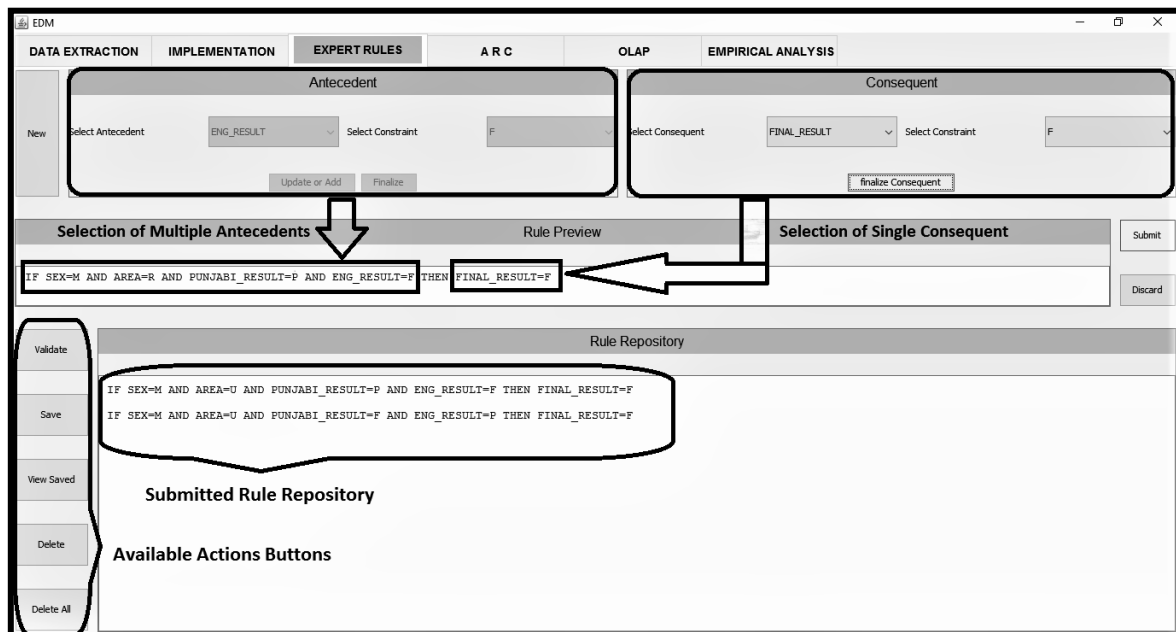 EDM
DATA EXTRACTION IMPLEMENTATION EXPERT RULES A R C OLAP EMPIRICAL ANALYSIS
Antecedent Consequent
New Select Antecedent ENG_RESULT Select Constraint F Select Consequent FINAL_RESULT Select Constraint F
Update or Add Finalize finalize Consequent
Selection of Multiple Antecedents Rule Preview Selection of Single Consequent Submit
IF SEX=M AND AREA=R AND PUNJABI_RESULT=P AND ENG_RESULT=F THEN FINAL_RESULT=F
Discard
Rule Repository
Validate
IF SEX=M AND AREA=U AND PUNJABI_RESULT=P AND ENG_RESULT=F THEN FINAL_RESULT=F
Save IF SEX=M AND AREA=U AND PUNJABI_RESULT=F AND ENG_RESULT=P THEN FINAL_RESULT=F
View Saved
Submitted Rule Repository
Delete
Available Actions Buttons
Delete All